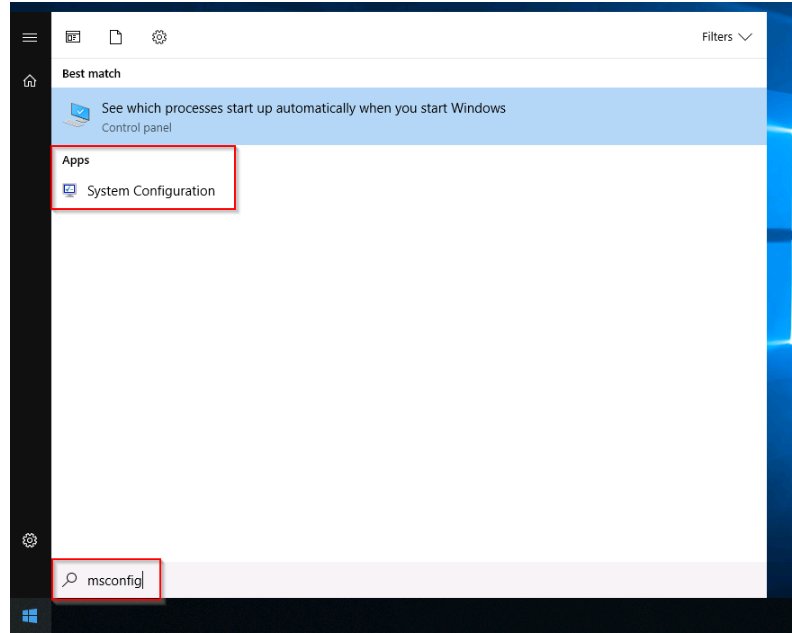 Filters
Best match
See which processes start up automatically when you start Windows
Control panel
Apps
System Configuration
msconfig